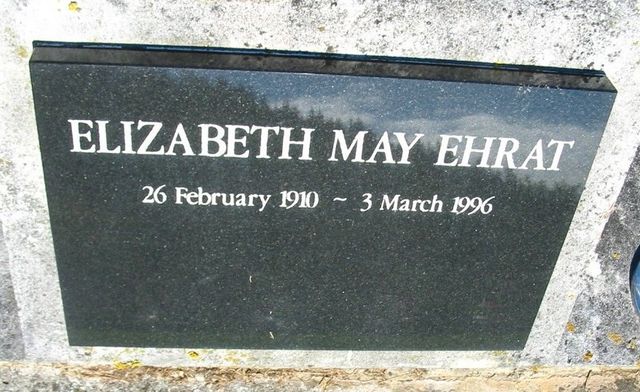 ELIZABETH MAY EHRAT
26 February 1910 ~ 3 March 1996